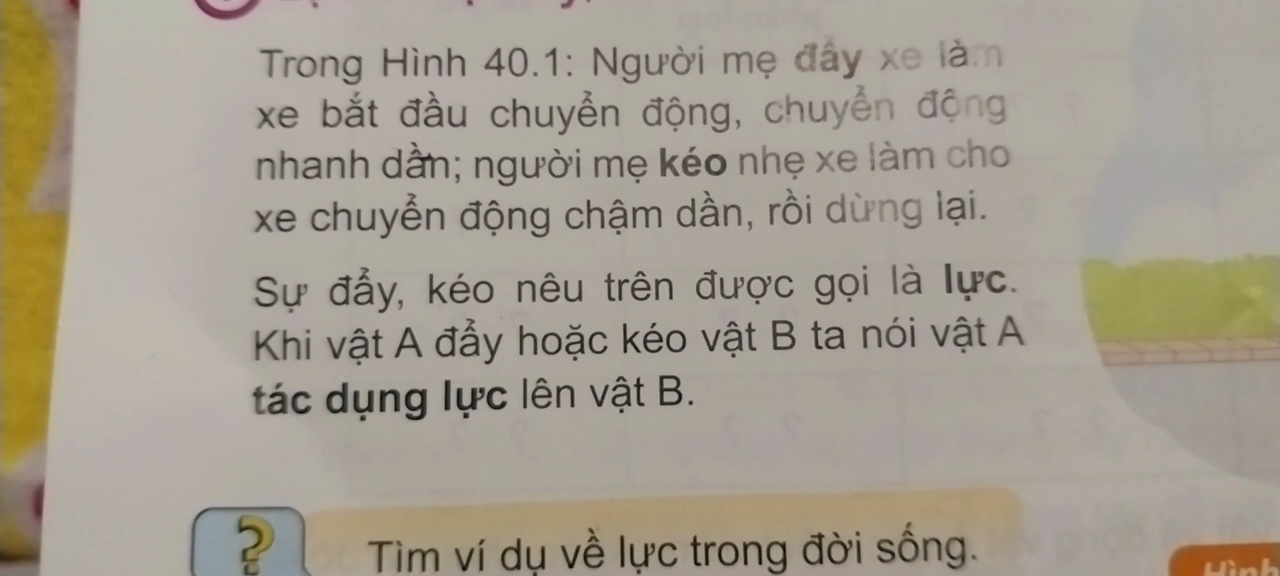 Trong Hình 40.1: Người mẹ đẩy xe làm
xe bắt đầu chuyển động, chuyển động
nhanh dần; người mẹ kéo nhẹ xe làm cho
xe chuyển động chậm dần, rồi dừng lại.
Sự đẩy, kéo nêu trên được gọi là lực.
Khi vật A đẩy hoặc kéo vật B ta nói vật A
tác dụng lực lên vật B.
?
Tìm ví dụ về lực trong đời sống.
Hình